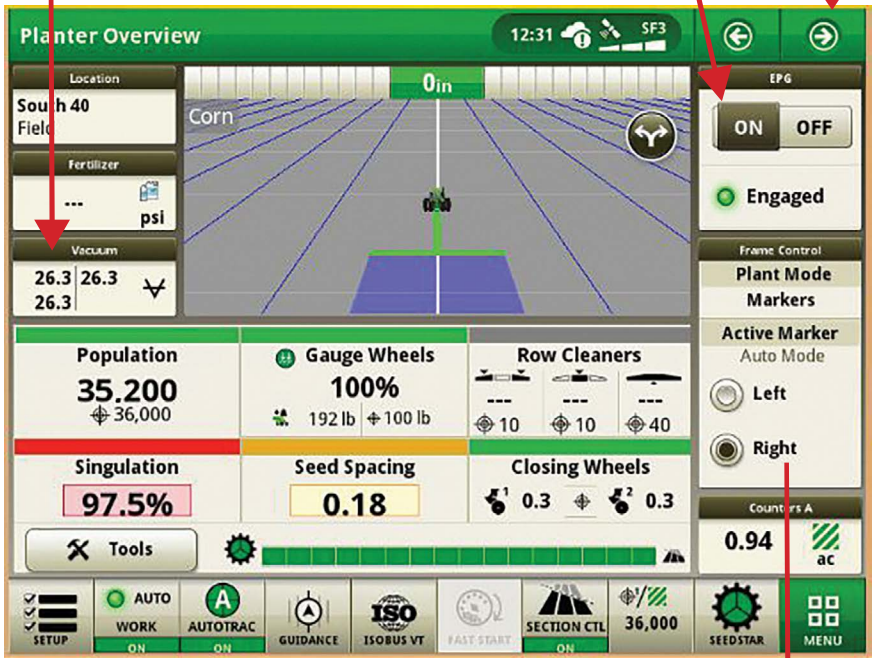 Planter Overview
12:31
SF3
Location
South 40
Field
Fertilizer
---
psi
Vacuum
26.3 26.3
26.3
0in
Corn
EPG
ON OFF
Engaged
Frame Control
Plant Mode
Markers
Active Marker
Auto Mode
Left
Right
Counters A
0.94
ac
Population
35,200
36,000
Gauge Wheels
100%
192 lb 100 lb
Row Cleaners
--- --- ---
10 10 40
Singulation
97.5%
Seed Spacing
0.18
Closing Wheels
1 0.3 2 0.3
Tools
SETUP
AUTO
WORK
ON
A
AUTOTRAC
ON
GUIDANCE
ISO
ISOBUS VT
FAST START
SECTION CTL
ON
1/
36,000
SEEDSTAR
MENU